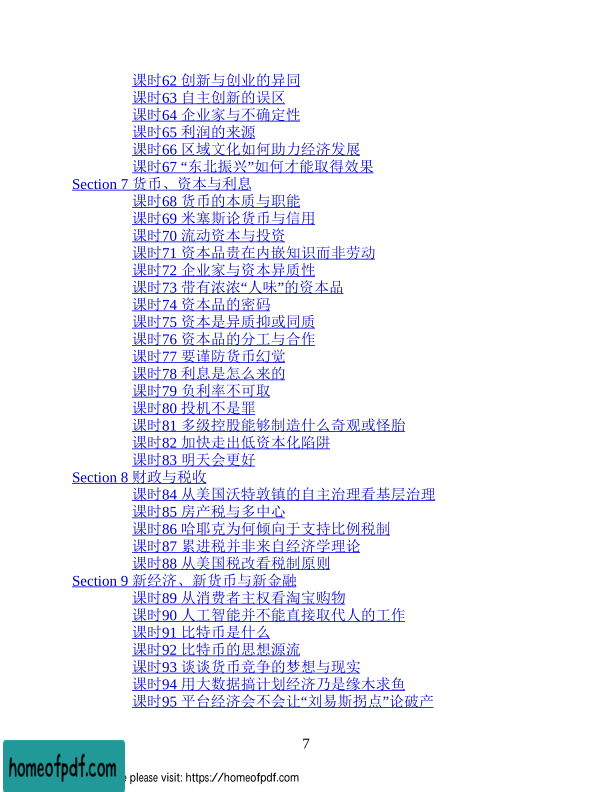 课时62 创新与创业的异同
课时63 自主创新的误区
课时64 企业家与不确定性
课时65 利润的来源
课时66 区域文化如何助力经济发展
课时67 “东北振兴”如何才能取得效果
Section 7 货币、资本与利息
课时68 货币的本质与职能
课时69 米塞斯论货币与信用
课时70 流动资本与投资
课时71 资本品贵在内嵌知识而非劳动
课时72 企业家与资本异质性
课时73 带有浓浓“人味”的资本品
课时74 资本品的密码
课时75 资本是异质抑或同质
课时76 资本品的分工与合作
课时77 要谨防货币幻觉
课时78 利息是怎么来的
课时79 负利率不可取
课时80 投机不是罪
课时81 多级控股能够制造什么奇观或怪胎
课时82 加快走出低资本化陷阱
课时83 明天会更好
Section 8 财政与税收
课时84 从美国沃特敦镇的自主治理看基层治理
课时85 房产税与多中心
课时86 哈耶克为何倾向于支持比例税制
课时87 累进税并非来自经济学理论
课时88 从美国税改看税制原则
Section 9 新经济、新货币与新金融
课时89 从消费者主权看淘宝购物
课时90 人工智能并不能直接取代人的工作
课时91 比特币是什么
课时92 比特币的思想源流
课时93 谈谈货币竞争的梦想与现实
课时94 用大数据搞计划经济乃是缘木求鱼
课时95 平台经济会不会让“刘易斯拐点”论破产
7
homeofpdf.com
please visit: https://homeofpdf.com